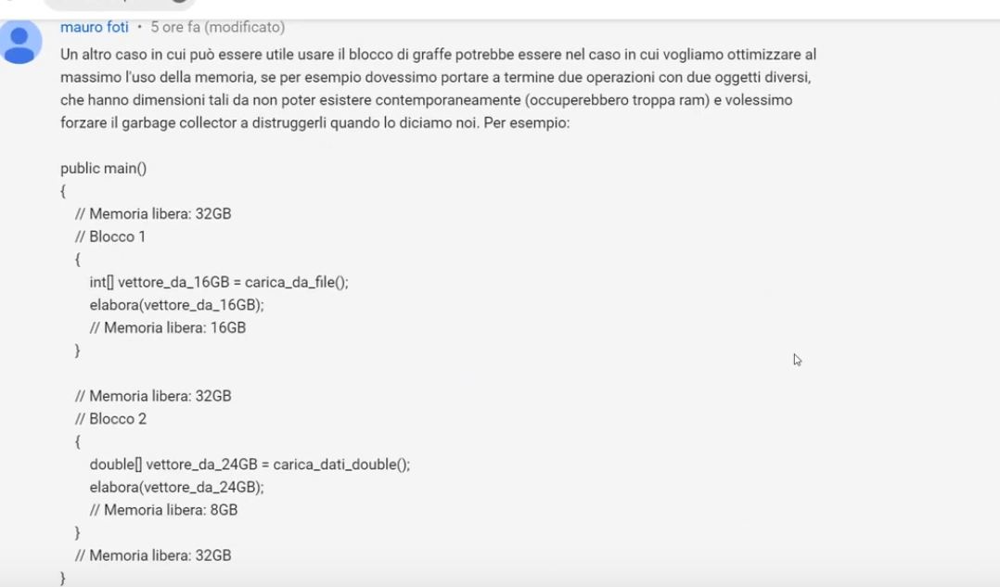 mauro foti • 5 ore fa (modificato)
Un altro caso in cui può essere utile usare il blocco di graffe potrebbe essere nel caso in cui vogliamo ottimizzare al
massimo l'uso della memoria, se per esempio dovessimo portare a termine due operazioni con due oggetti diversi,
che hanno dimensioni tali da non poter esistere contemporaneamente (occuperebbero troppa ram) e volessimo
forzare il garbage collector a distruggerli quando lo diciamo noi. Per esempio:
public main()
{
// Memoria libera: 32GB
// Blocco 1
{
int[] vettore_da_16GB = carica_da_file();
elabora(vettore_da_16GB);
// Memoria libera: 16GB
}
// Memoria libera: 32GB
// Blocco 2
{
double[] vettore_da_24GB = carica_dati_double();
elabora(vettore_da_24GB);
// Memoria libera: 8GB
}
// Memoria libera: 32GB
}